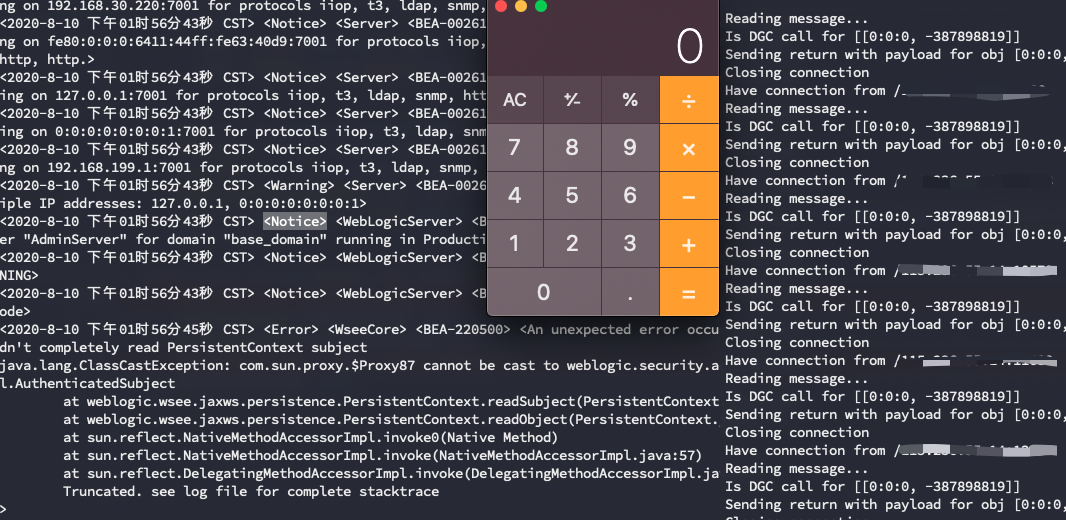 ng on 192.168.30.220:7001 for protocols iiop, t3, ldap, snmp,
<2020-8-10 下午01时56分43秒 CST> <Notice> <Server> <BEA-00261
ng on fe80:0:0:0:6411:44ff:fe63:40d9:7001 for protocols iiop,
http, http.>
<2020-8-10 下午01时56分43秒 CST> <Notice> <Server> <BEA-00261
ing on 127.0.0.1:7001 for protocols iiop, t3, ldap, snmp, htt
<2020-8-10 下午01时56分43秒 CST> <Notice> <Server> <BEA-00261
ing on 0:0:0:0:0:0:0:1:7001 for protocols iiop, t3, ldap, snm
<2020-8-10 下午01时56分43秒 CST> <Notice> <Server> <BEA-00261
ng on 192.168.199.1:7001 for protocols iiop, t3, ldap, snmp,
<2020-8-10 下午01时56分43秒 CST> <Warning> <Server> <BEA-0026
iple IP addresses: 127.0.0.1, 0:0:0:0:0:0:0:1>
<2020-8-10 下午01时56分43秒 CST> <Notice> <WebLogicServer> <B
er "AdminServer" for domain "base_domain" running in Producti
<2020-8-10 下午01时56分43秒 CST> <Notice> <WebLogicServer> <B
NING>
<2020-8-10 下午01时56分43秒 CST> <Notice> <WebLogicServer> <B
ode>
<2020-8-10 下午01时56分45秒 CST> <Error> <WseeCore> <BEA-220500> <An unexpected error occu
dn't completely read PersistentContext subject
java.lang.ClassCastException: com.sun.proxy.$Proxy87 cannot be cast to weblogic.security.a
l.AuthenticatedSubject
at weblogic.wsee.jaxws.persistence.PersistentContext.readSubject(PersistentContext
at weblogic.wsee.jaxws.persistence.PersistentContext.readObject(PersistentContext.
at sun.reflect.NativeMethodAccessorImpl.invoke0(Native Method)
at sun.reflect.NativeMethodAccessorImpl.invoke(NativeMethodAccessorImpl.java:57)
at sun.reflect.DelegatingMethodAccessorImpl.invoke(DelegatingMethodAccessorImpl.ja
Truncated. see log file for complete stacktrace
>
0
AC +⁄- % ÷
7 8 9 ×
4 5 6 −
1 2 3 +
0 . =
Reading message...
Is DGC call for [[0:0:0, -387898819]]
Sending return with payload for obj [0:0:0,
Closing connection
Have connection from /
Reading message...
Is DGC call for [[0:0:0, -387898819]]
Sending return with payload for obj [0:0:0,
Closing connection
Have connection from /
Reading message...
Is DGC call for [[0:0:0, -387898819]]
Sending return with payload for obj [0:0:0,
Closing connection
Have connection from /
Reading message...
Is DGC call for [[0:0:0, -387898819]]
Sending return with payload for obj [0:0:0,
Closing connection
Have connection from /
Reading message...
Is DGC call for [[0:0:0, -387898819]]
Sending return with payload for obj [0:0:0,
Closing connection
Have connection from /
Reading message...
Is DGC call for [[0:0:0, -387898819]]
Sending return with payload for obj [0:0:0,